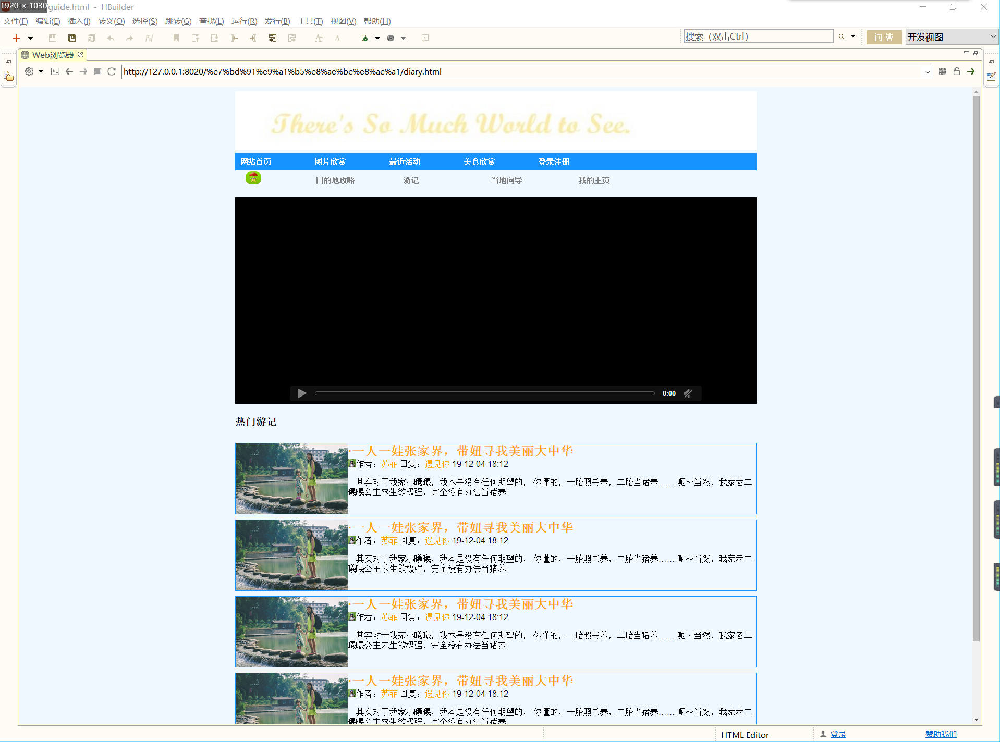 1920 × 1030
guide.html - HBuilder
文件(F) 编辑(E) 插入(I) 转义(O) 选择(S) 跳转(G) 查找(L) 运行(R) 发行(B) 工具(T) 视图(V) 帮助(H)
搜索（双击Ctrl） 问 答 开发视图
Web浏览器
http://127.0.0.1:8020/%e7%bd%91%e9%a1%b5%e8%ae%be%e8%ae%a1/diary.html
There's So Much World to See.
网站首页 图片欣赏 最近活动 美食欣赏 登录注册
目的地攻略 游记 当地向导 我的主页
0:00
热门游记
·一人一娃张家界，带妞寻我美丽大中华
作者：苏菲 回复：遇见你 19-12-04 18:12
其实对于我家小曦曦，我本是没有任何期望的， 你懂的，一胎照书养，二胎当猪养…… 呃～当然，我家老二
曦曦公主求生欲极强，完全没有办法当猪养！
·一人一娃张家界，带妞寻我美丽大中华
作者：苏菲 回复：遇见你 19-12-04 18:12
其实对于我家小曦曦，我本是没有任何期望的， 你懂的，一胎照书养，二胎当猪养…… 呃～当然，我家老二
曦曦公主求生欲极强，完全没有办法当猪养！
·一人一娃张家界，带妞寻我美丽大中华
作者：苏菲 回复：遇见你 19-12-04 18:12
其实对于我家小曦曦，我本是没有任何期望的， 你懂的，一胎照书养，二胎当猪养…… 呃～当然，我家老二
曦曦公主求生欲极强，完全没有办法当猪养！
·一人一娃张家界，带妞寻我美丽大中华
作者：苏菲 回复：遇见你 19-12-04 18:12
其实对于我家小曦曦，我本是没有任何期望的， 你懂的，一胎照书养，二胎当猪养…… 呃～当然，我家老二
曦曦公主求生欲极强，完全没有办法当猪养！
HTML Editor 登录 赞助我们